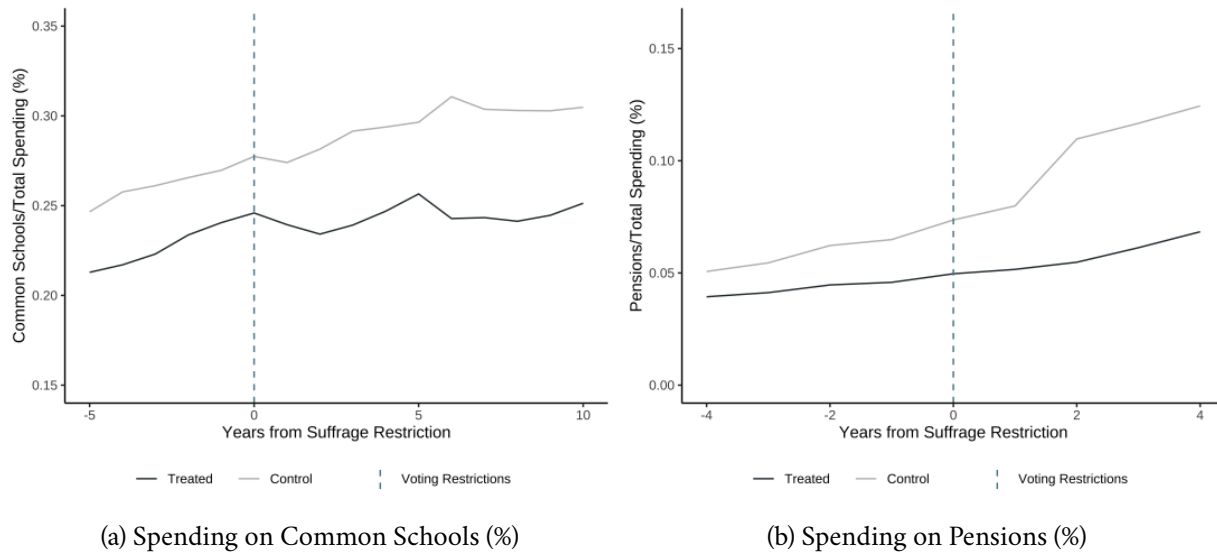 Common Schools/Total Spending (%)
0.35
0.30
0.25
0.20
0.15
-5 0 5 10
Years from Suffrage Restriction
Treated Control Voting Restrictions
(a) Spending on Common Schools (%)
Pensions/Total Spending (%)
0.15
0.10
0.05
0.00
-4 -2 0 2 4
Years from Suffrage Restriction
Treated Control Voting Restrictions
(b) Spending on Pensions (%)